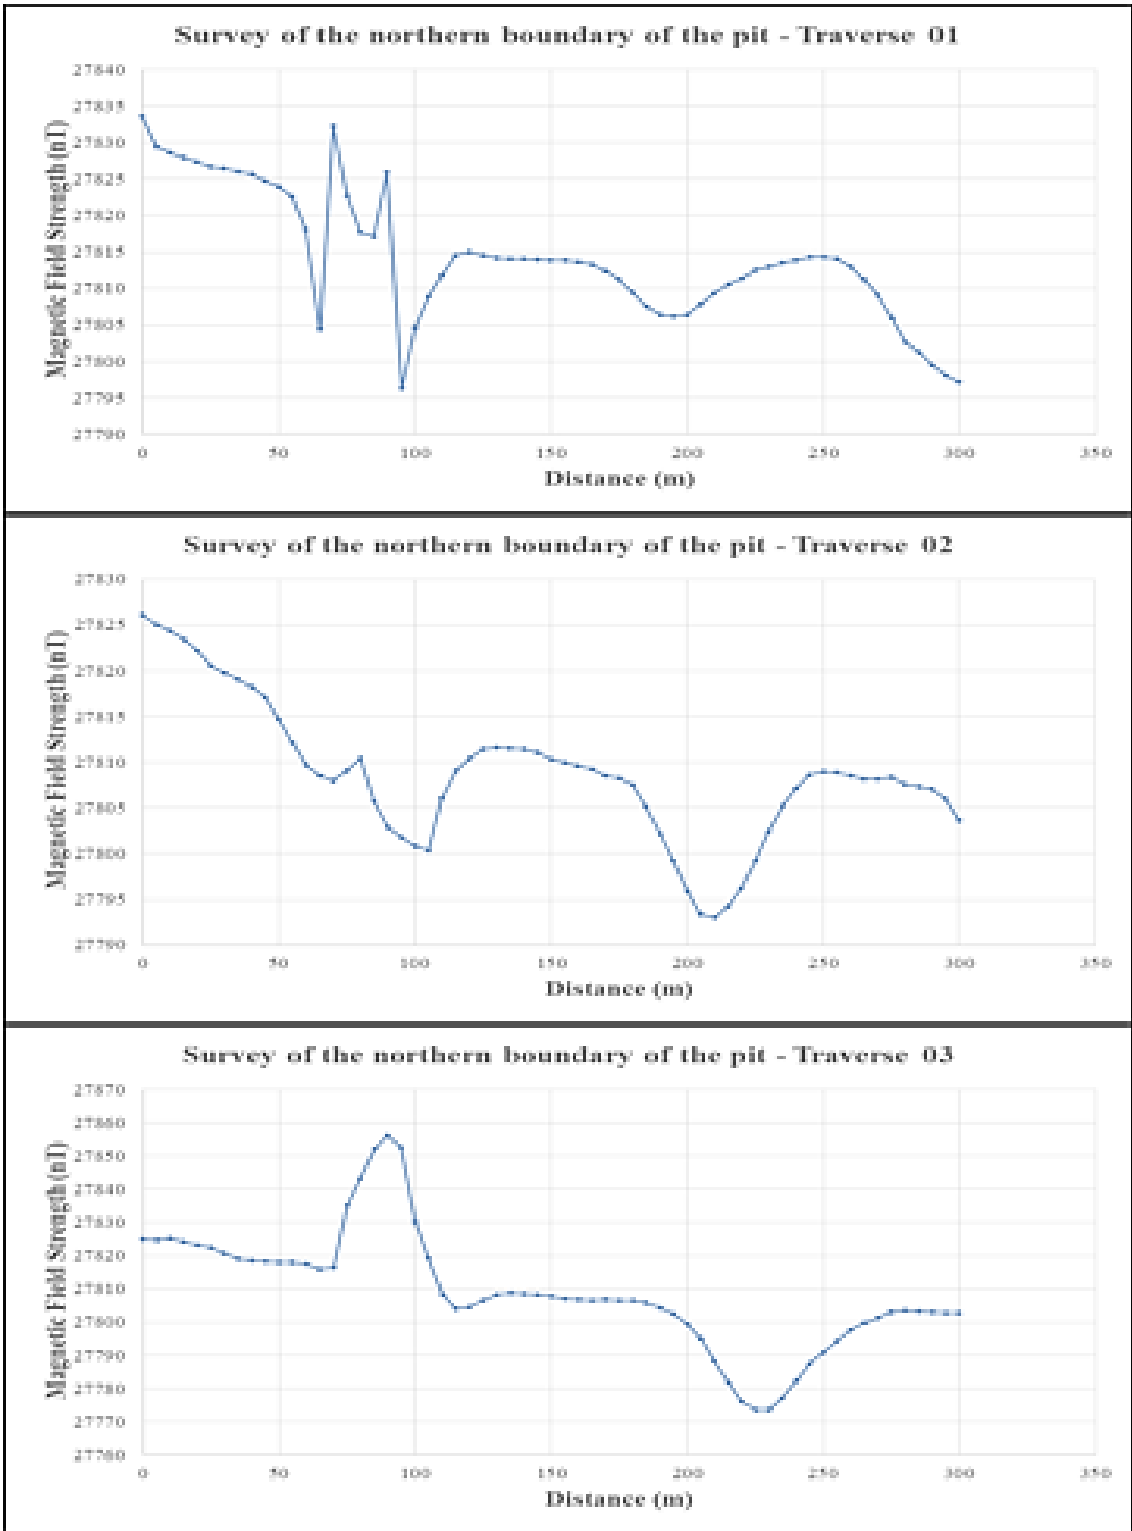 Survey of the northern boundary of the pit - Traverse 01
Magnetic Field Strength (nT)
27840
27835
27830
27825
27820
27815
27810
27805
27800
27795
27790
0 50 100 150 200 250 300 350
Distance (m)
Survey of the northern boundary of the pit - Traverse 02
Magnetic Field Strength (nT)
27830
27825
27820
27815
27810
27805
27800
27795
27790
0 50 100 150 200 250 300 350
Distance (m)
Survey of the northern boundary of the pit - Traverse 03
Magnetic Field Strength (nT)
27870
27860
27850
27840
27830
27820
27810
27800
27790
27780
27770
27760
0 50 100 150 200 250 300 350
Distance (m)